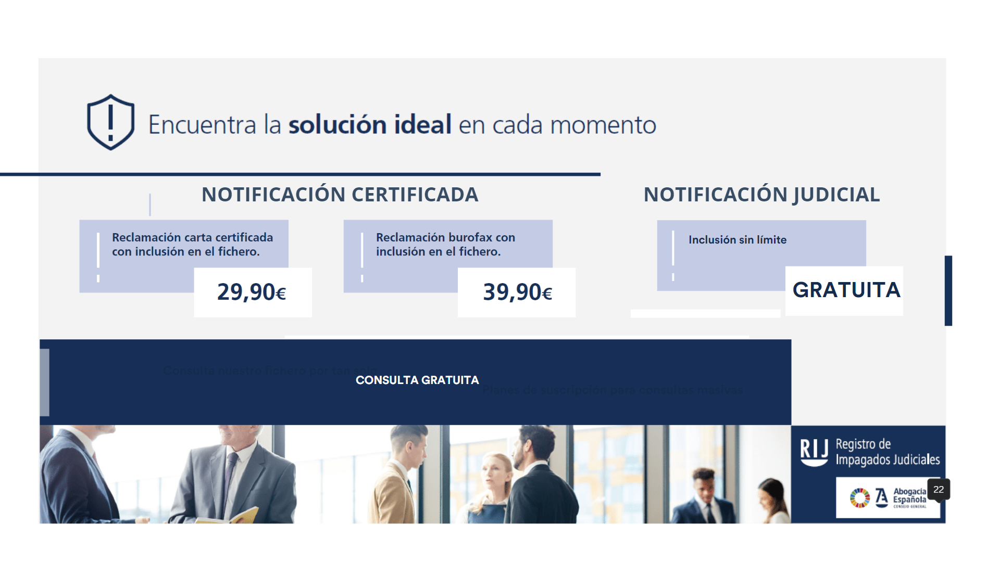 Encuentra la solución ideal en cada momento
NOTIFICACIÓN CERTIFICADA
NOTIFICACIÓN JUDICIAL
Reclamación carta certificada
con inclusión en el fichero.
29,90€
Reclamación burofax con
inclusión en el fichero.
39,90€
Inclusión sin límite
GRATUITA
Consulta nuestro fichero por tan solo
CONSULTA GRATUITA
Planes de suscripción para consultas masivas
RIJ Registro de
Impagados Judiciales
Abogacía
Española
CONSEJO GENERAL
22